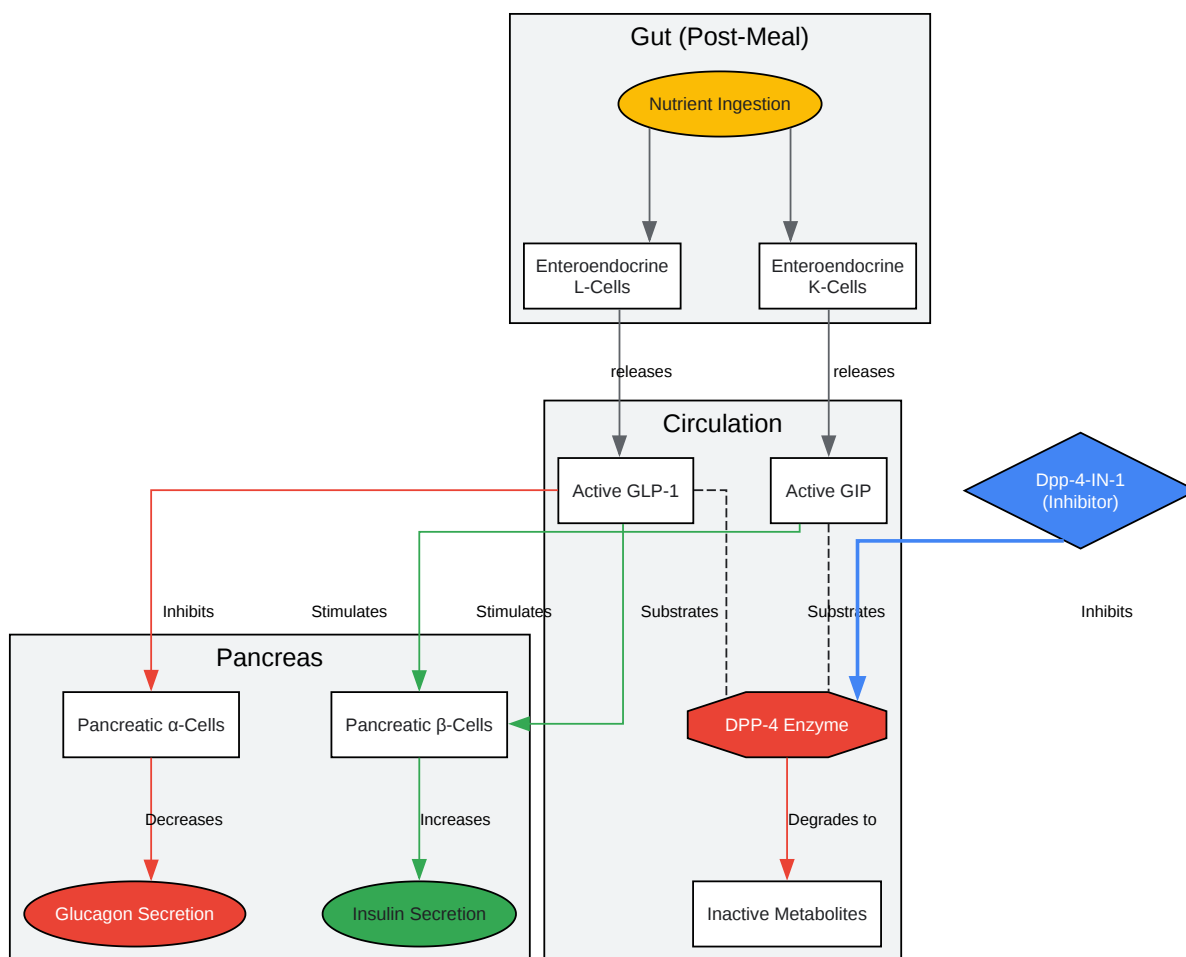 Gut (Post-Meal)
Nutrient Ingestion
Enteroendocrine
L-Cells
Enteroendocrine
K-Cells
releases
releases
Circulation
Active GLP-1
Active GIP
Dpp-4-IN-1
(Inhibitor)
Inhibits
Stimulates
Stimulates
Substrates
Substrates
Inhibits
Pancreas
Pancreatic α-Cells
Pancreatic β-Cells
DPP-4 Enzyme
Decreases
Increases
Degrades to
Glucagon Secretion
Insulin Secretion
Inactive Metabolites